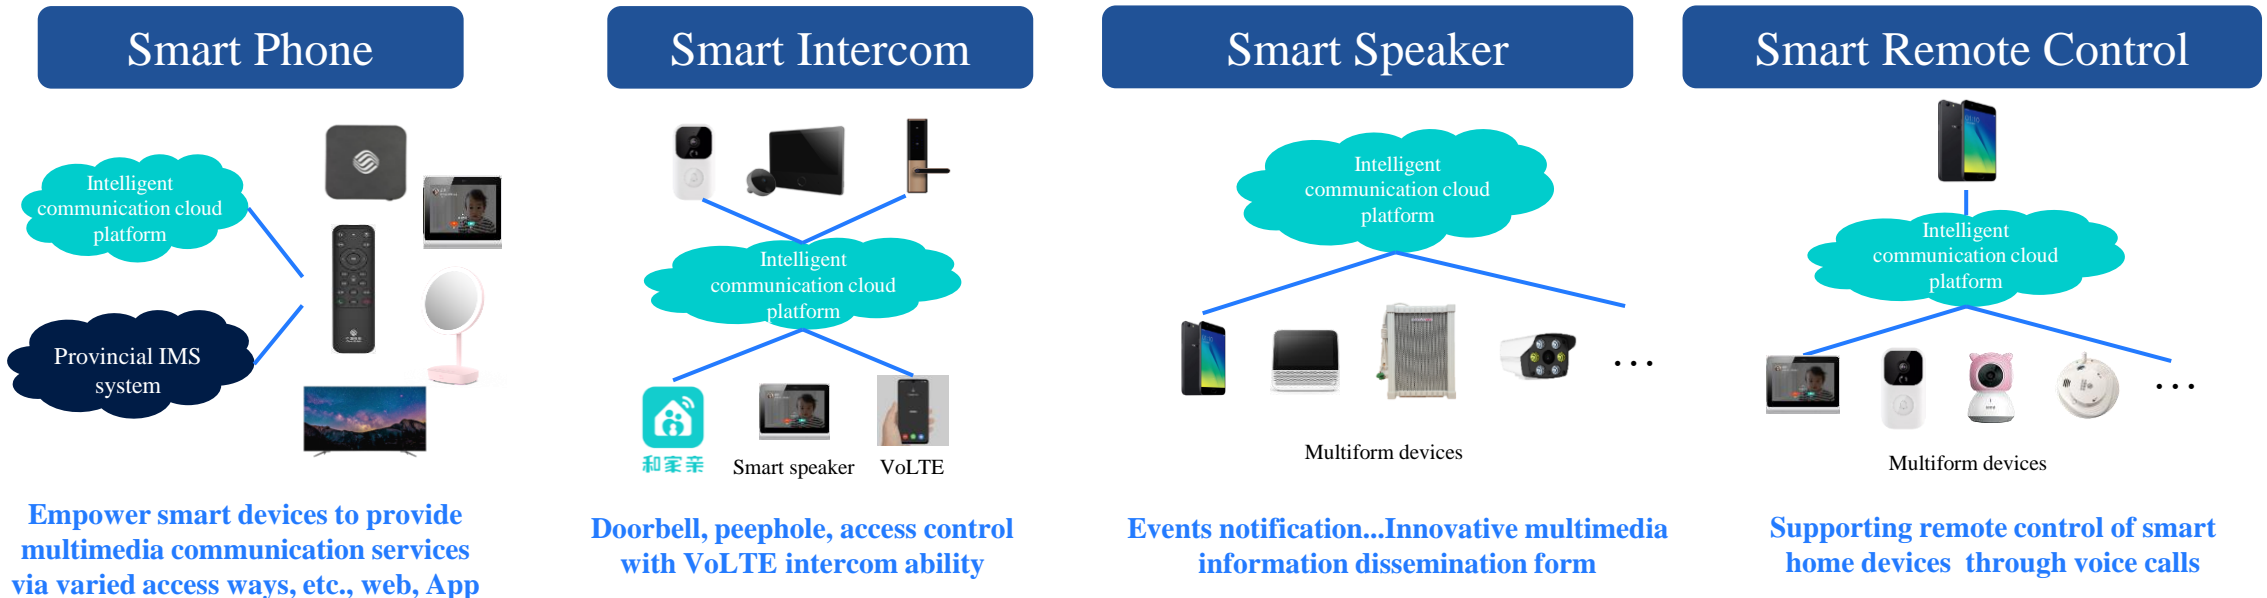 Smart Phone
Intelligent
communication cloud
platform
Provincial IMS
system
Empower smart devices to provide
multimedia communication services
via varied access ways, etc., web, App
Smart Intercom
Intelligent
communication cloud
platform
和家亲
Smart speaker
VoLTE
Doorbell, peephole, access control
with VoLTE intercom ability
Smart Speaker
Intelligent
communication cloud
platform
...
Multiform devices
Events notification...Innovative multimedia
information dissemination form
Smart Remote Control
Intelligent
communication cloud
platform
...
Multiform devices
Supporting remote control of smart
home devices  through voice calls